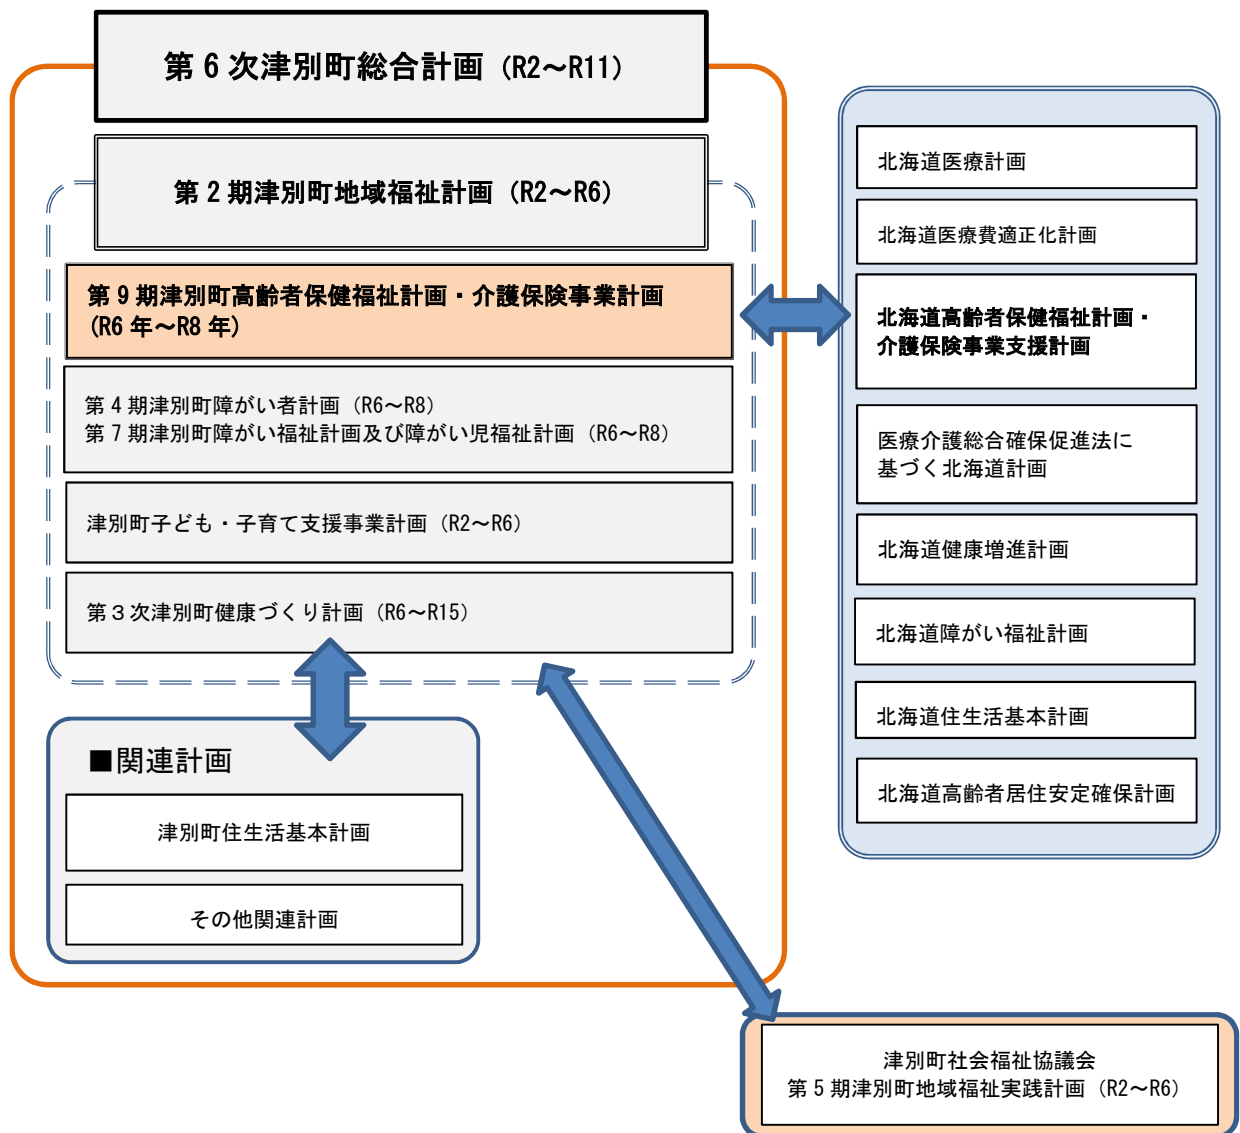 第６次津別町総合計画（R2～R11）
第２期津別町地域福祉計画（R2～R6）
第９期津別町高齢者保健福祉計画・介護保険事業計画
（R6 年～R8 年）
第４期津別町障がい者計画（R6～R8）
第７期津別町障がい福祉計画及び障がい児福祉計画（R6～R8）
津別町子ども・子育て支援事業計画（R2～R6）
第３次津別町健康づくり計画（R6～R15）
■関連計画
津別町住生活基本計画
その他関連計画
北海道医療計画
北海道医療費適正化計画
北海道高齢者保健福祉計画・
介護保険事業支援計画
医療介護総合確保促進法に
基づく北海道計画
北海道健康増進計画
北海道障がい福祉計画
北海道住生活基本計画
北海道高齢者居住安定確保計画
津別町社会福祉協議会
第５期津別町地域福祉実践計画（R2～R6）